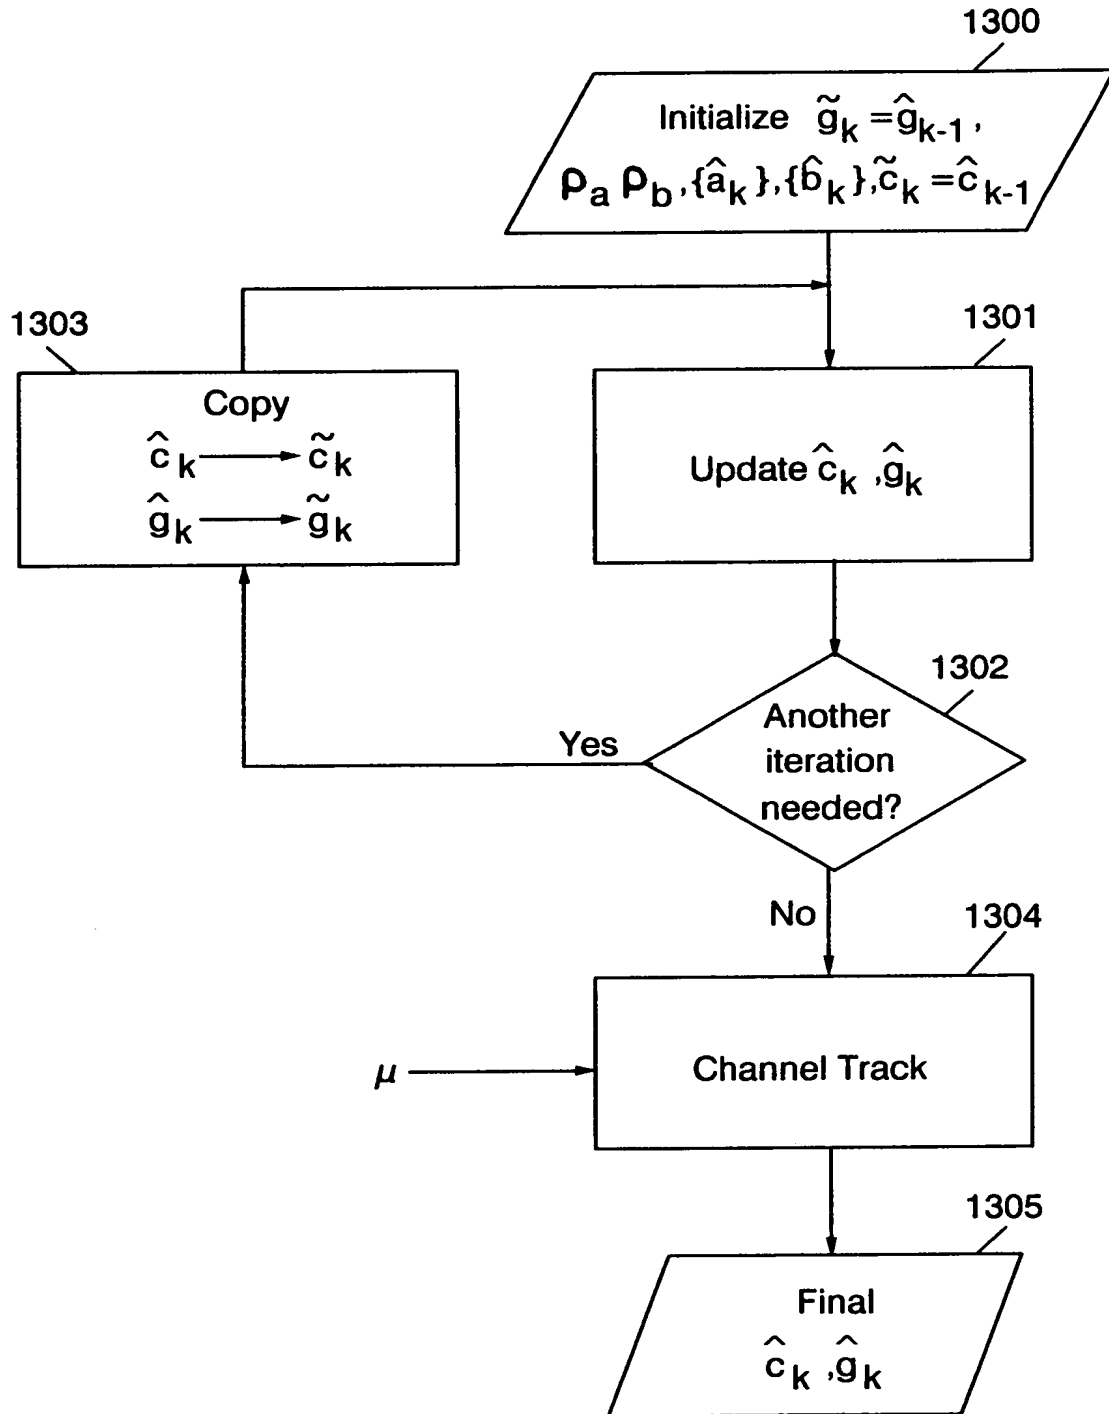 1300
Initialize g̃ₖ = ĝₖ₋₁ ,
ρₐ ρ_b , {âₖ} , {b̂ₖ} , c̃ₖ = ĉₖ₋₁
1303
1301
Copy
ĉₖ → c̃ₖ
ĝₖ → g̃ₖ
Update ĉₖ , ĝₖ
1302
Another
iteration
needed?
Yes
No
1304
μ
Channel Track
1305
Final
ĉₖ , ĝₖ